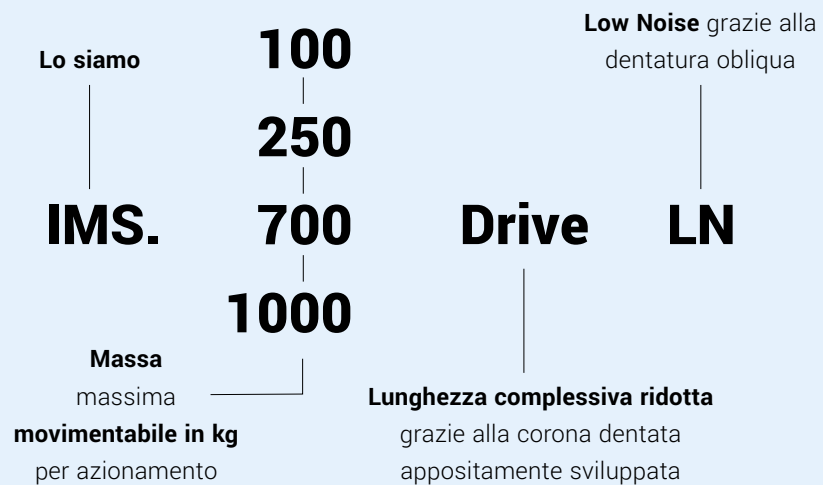 Lo siamo
100
250
700
1000
IMS.
Drive
LN
Low Noise grazie alla
dentatura obliqua
Massa
massima
movimentabile in kg
per azionamento
Lunghezza complessiva ridotta
grazie alla corona dentata
appositamente sviluppata